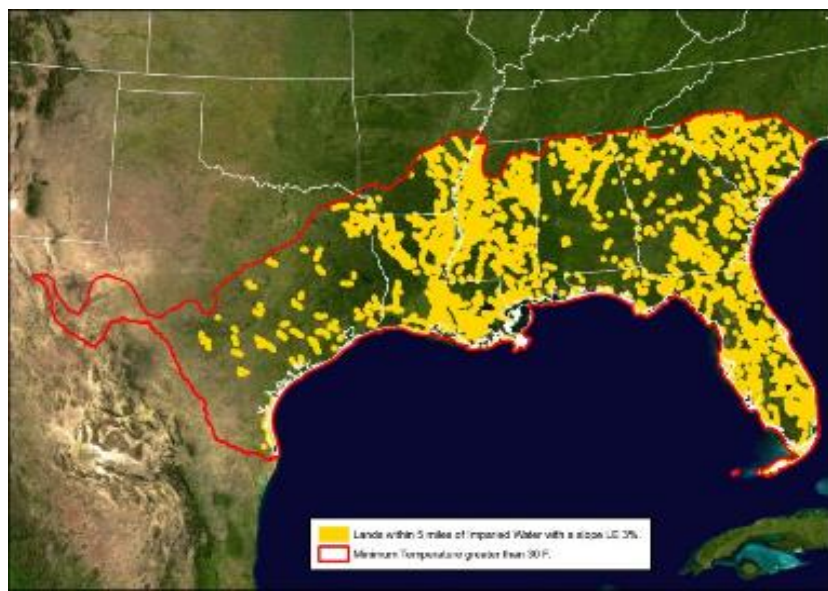 Lands within 5 miles of Impaired Water with a slope LE 3%.
Minimum Temperature greater than 30 F.